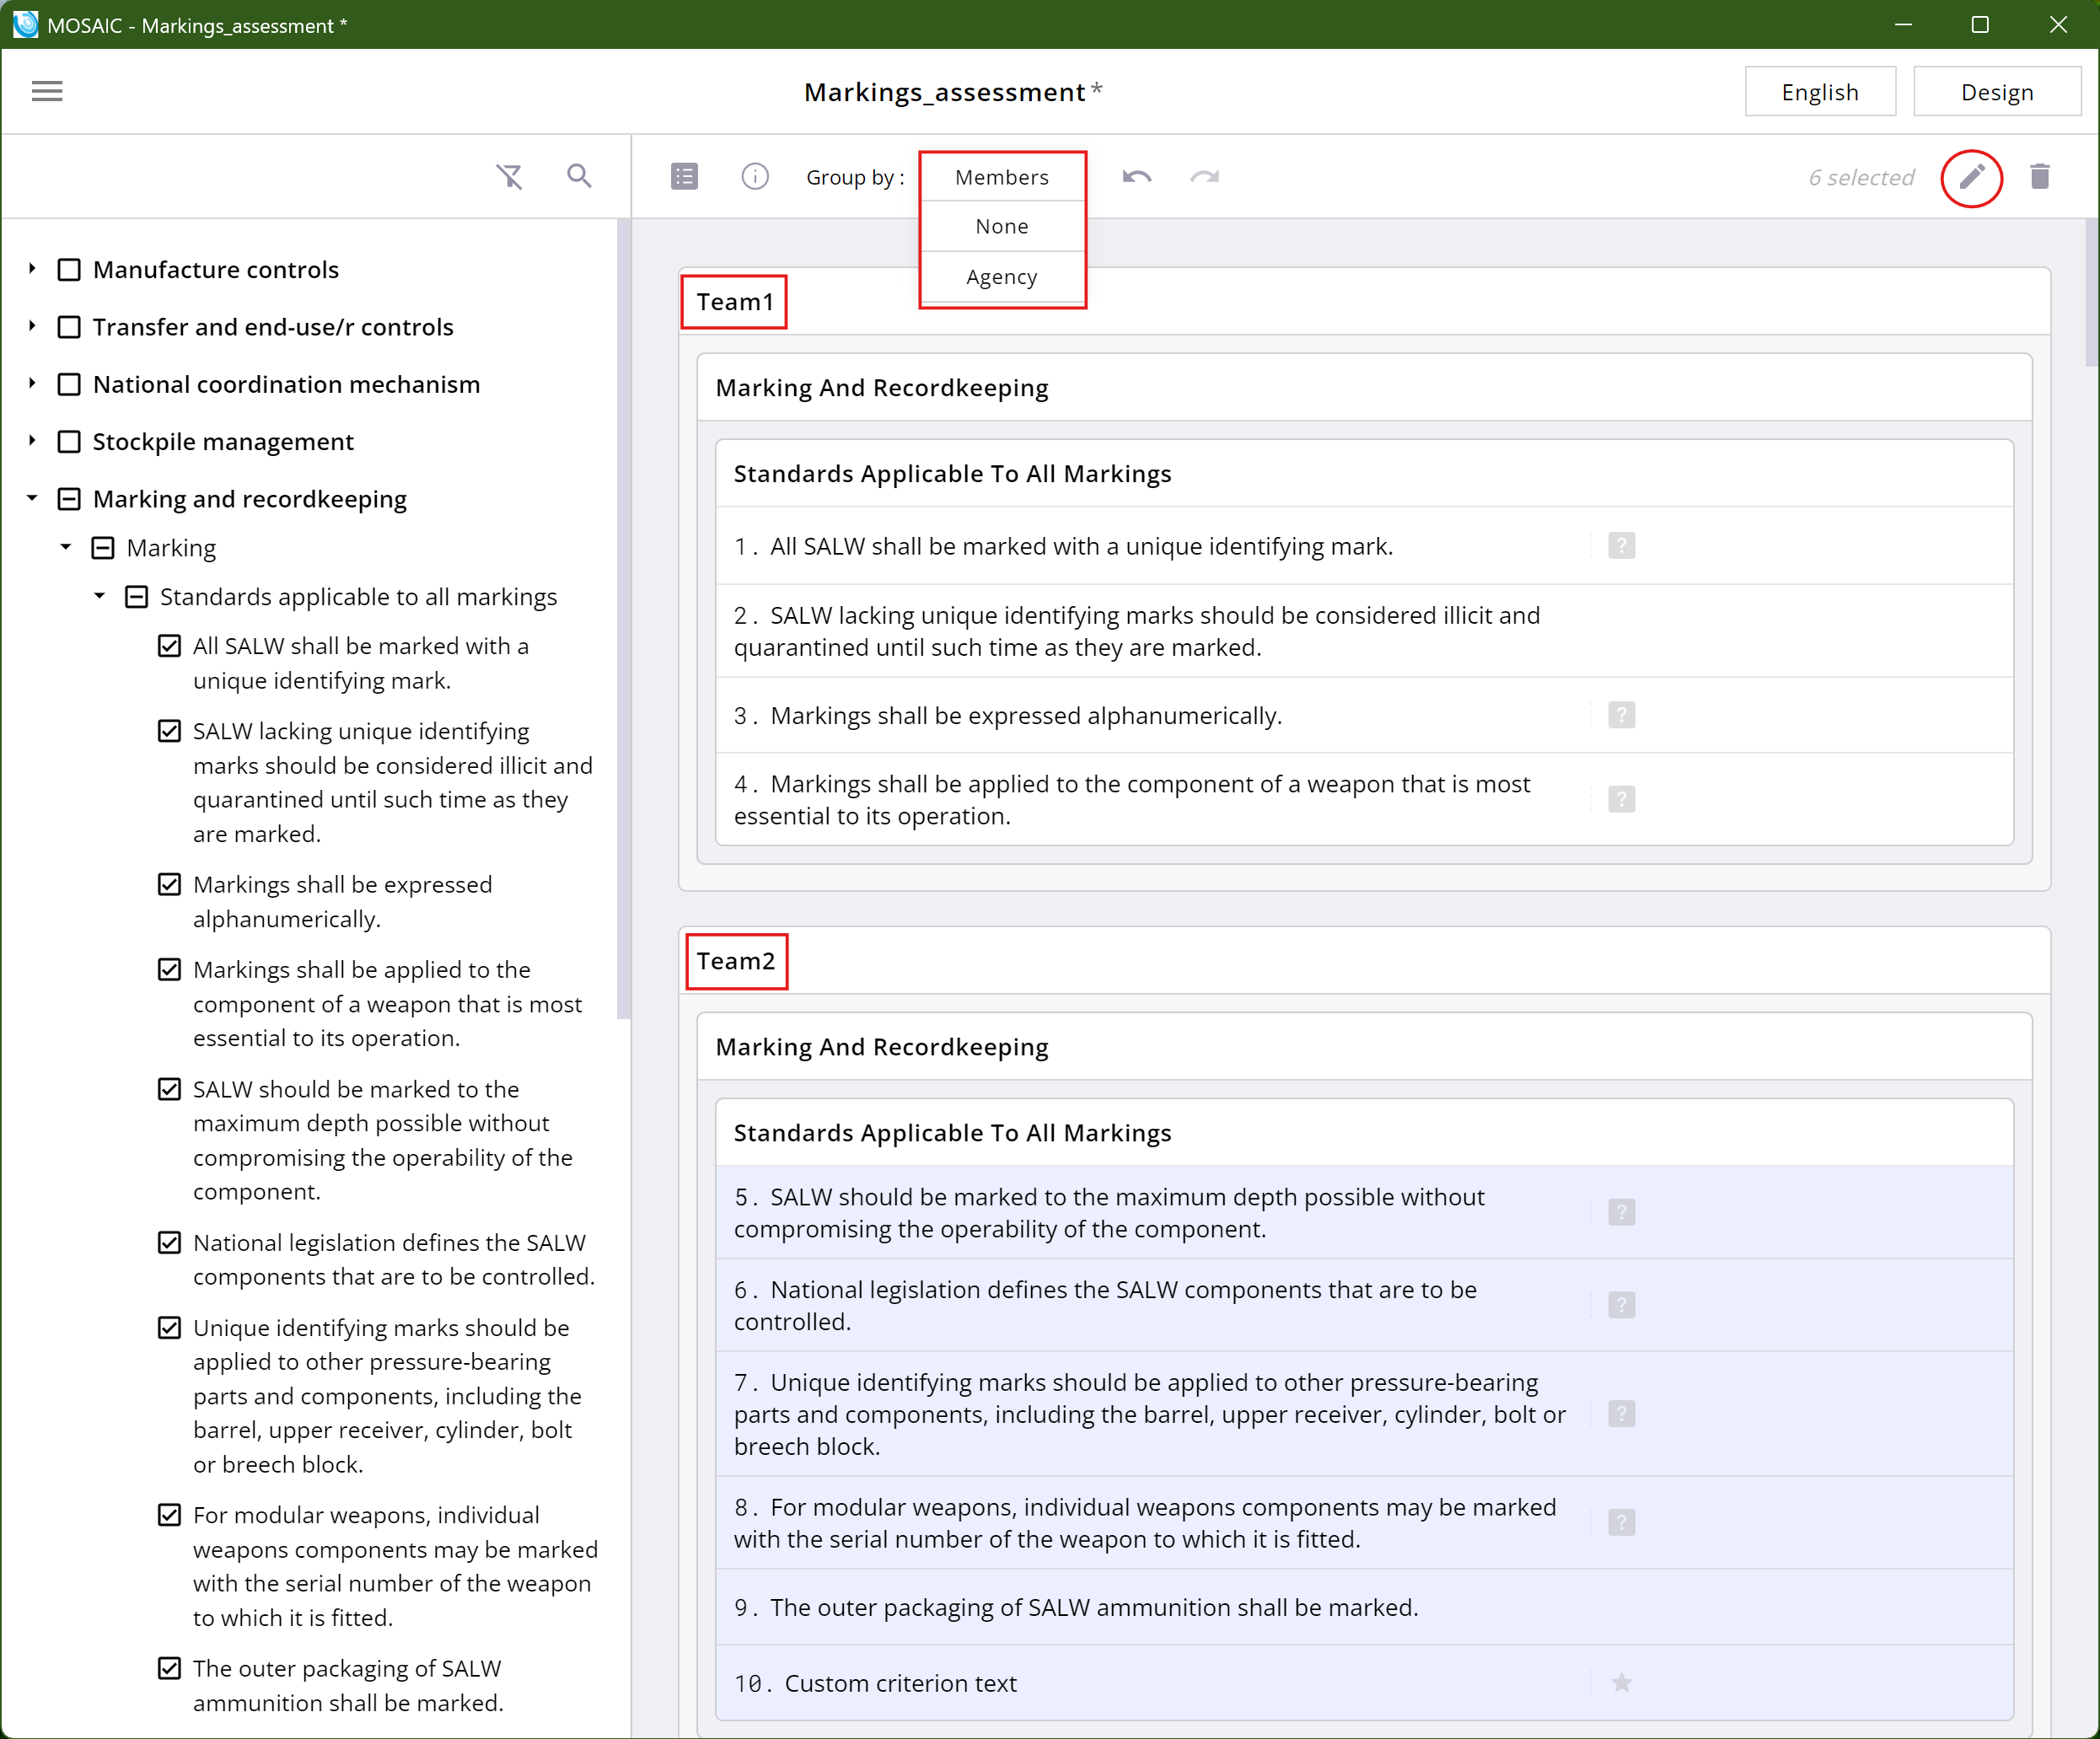 MOSAIC - Markings_assessment *
Markings_assessment *
English
Design
Group by :
Members
None
Agency
6 selected
Manufacture controls
Transfer and end-use/r controls
National coordination mechanism
Stockpile management
Marking and recordkeeping
Marking
Standards applicable to all markings
All SALW shall be marked with a
unique identifying mark.
SALW lacking unique identifying
marks should be considered illicit and
quarantined until such time as they
are marked.
Markings shall be expressed
alphanumerically.
Markings shall be applied to the
component of a weapon that is most
essential to its operation.
SALW should be marked to the
maximum depth possible without
compromising the operability of the
component.
National legislation defines the SALW
components that are to be controlled.
Unique identifying marks should be
applied to other pressure-bearing
parts and components, including the
barrel, upper receiver, cylinder, bolt
or breech block.
For modular weapons, individual
weapons components may be marked
with the serial number of the weapon
to which it is fitted.
The outer packaging of SALW
ammunition shall be marked.
Team1
Marking And Recordkeeping
Standards Applicable To All Markings
1. All SALW shall be marked with a unique identifying mark.
?
2. SALW lacking unique identifying marks should be considered illicit and
quarantined until such time as they are marked.
3. Markings shall be expressed alphanumerically.
?
4. Markings shall be applied to the component of a weapon that is most
essential to its operation.
?
Team2
Marking And Recordkeeping
Standards Applicable To All Markings
5. SALW should be marked to the maximum depth possible without
compromising the operability of the component.
?
6. National legislation defines the SALW components that are to be
controlled.
?
7. Unique identifying marks should be applied to other pressure-bearing
parts and components, including the barrel, upper receiver, cylinder, bolt or
breech block.
?
8. For modular weapons, individual weapons components may be marked
with the serial number of the weapon to which it is fitted.
?
9. The outer packaging of SALW ammunition shall be marked.
10. Custom criterion text